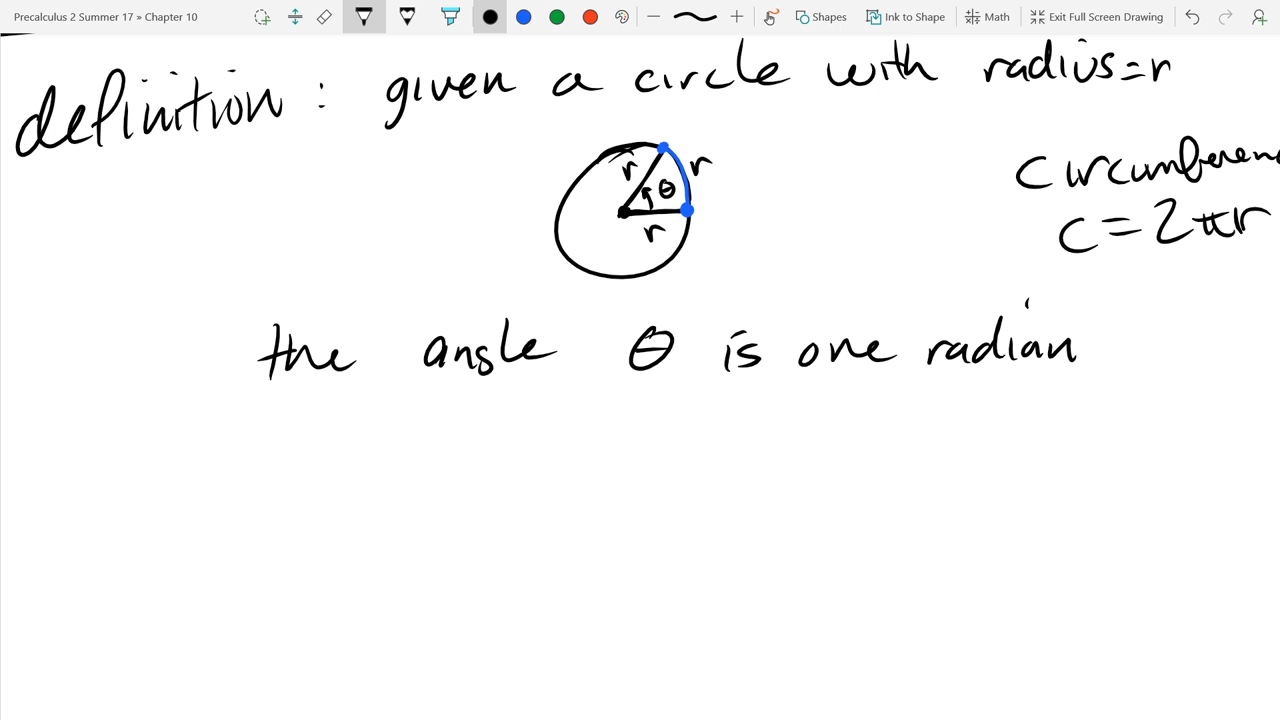 Precalculus 2 Summer 17 » Chapter 10
Shapes
Ink to Shape
Math
Exit Full Screen Drawing
definition : given a circle with radius=r
r
r
θ
r
circumferen
c=2πr
the angle θ is one radian